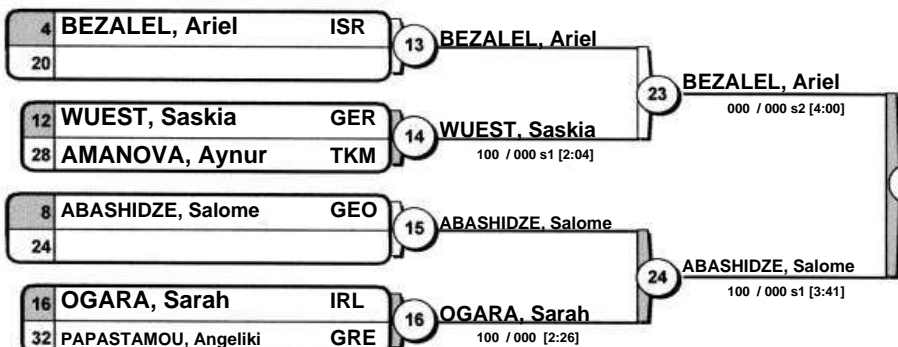 4 BEZALEL, Ariel ISR
20
13 BEZALEL, Ariel
12 WUEST, Saskia GER
28 AMANOVA, Aynur TKM
14 WUEST, Saskia
100 / 000 s1 [2:04]
23 BEZALEL, Ariel
000 / 000 s2 [4:00]
8 ABASHIDZE, Salome GEO
24
15 ABASHIDZE, Salome
16 OGARA, Sarah IRL
32 PAPASTAMOU, Angeliki GRE
16 OGARA, Sarah
100 / 000 [2:26]
24 ABASHIDZE, Salome
100 / 000 s1 [3:41]